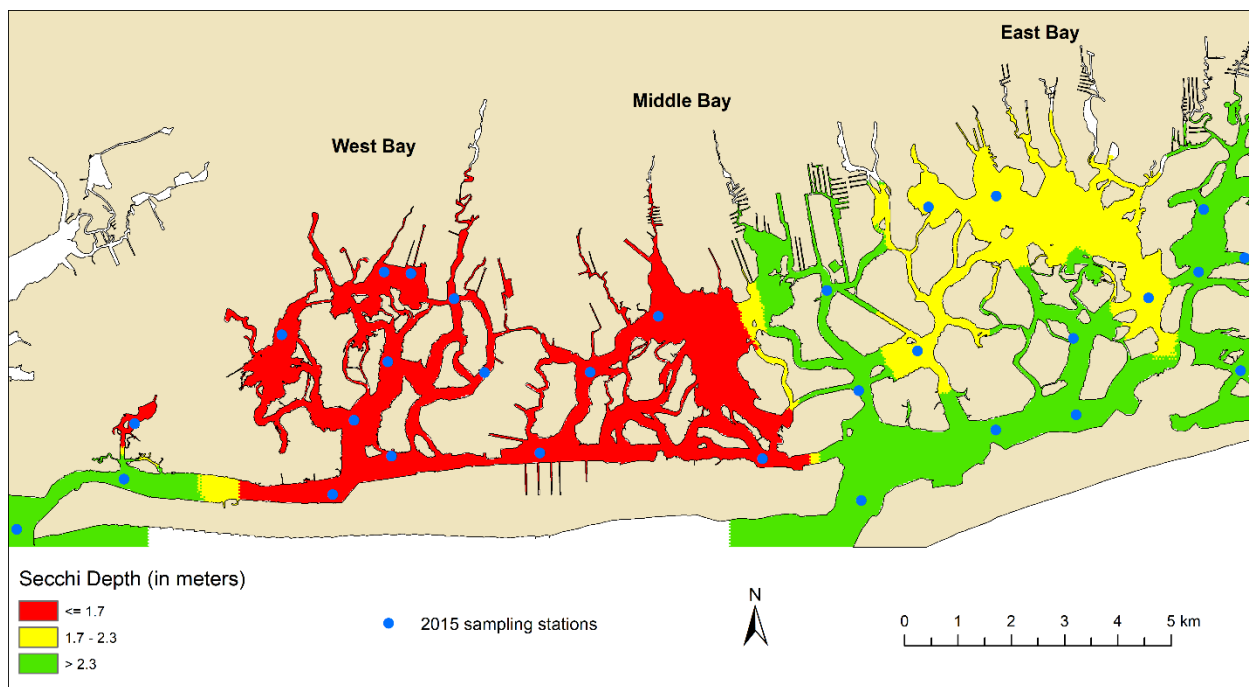 East Bay
Middle Bay
West Bay
Secchi Depth (in meters)
<= 1.7
1.7 - 2.3
> 2.3
2015 sampling stations
N
0 1 2 3 4 5 km